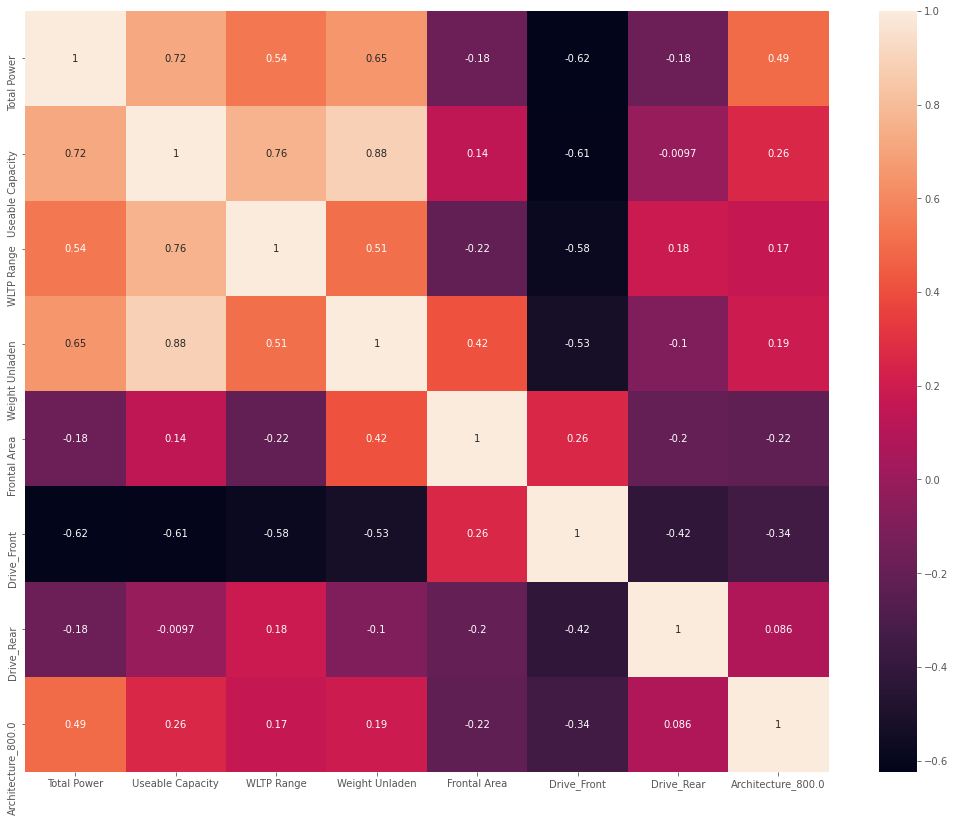 Total Power 1 0.72 0.54 0.65 -0.18 -0.62 -0.18 0.49
Useable Capacity 0.72 1 0.76 0.88 0.14 -0.61 -0.0097 0.26
WLTP Range 0.54 0.76 1 0.51 -0.22 -0.58 0.18 0.17
Weight Unladen 0.65 0.88 0.51 1 0.42 -0.53 -0.1 0.19
Frontal Area -0.18 0.14 -0.22 0.42 1 0.26 -0.2 -0.22
Drive_Front -0.62 -0.61 -0.58 -0.53 0.26 1 -0.42 -0.34
Drive_Rear -0.18 -0.0097 0.18 -0.1 -0.2 -0.42 1 0.086
Architecture_800.0 0.49 0.26 0.17 0.19 -0.22 -0.34 0.086 1
Total Power Useable Capacity WLTP Range Weight Unladen Frontal Area Drive_Front Drive_Rear Architecture_800.0
1.0
0.8
0.6
0.4
0.2
0.0
−0.2
−0.4
−0.6